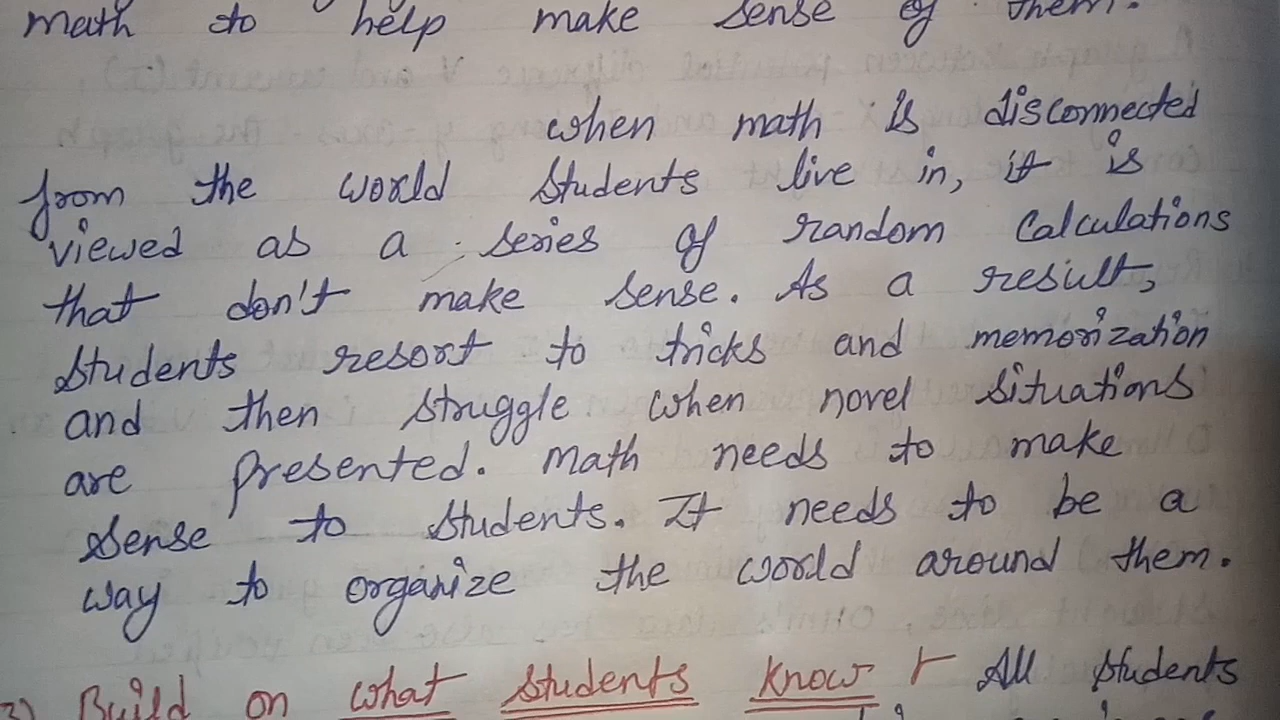 math to help make sense of them.
when math is disconnected
from the world students live in, it is
viewed as a series of random calculations
that don't make sense. As a result,
students resort to tricks and memorization
and then struggle when novel situations
are presented. Math needs to make
sense to students. It needs to be a
way to organize the world around them.
3) Build on what students know All students